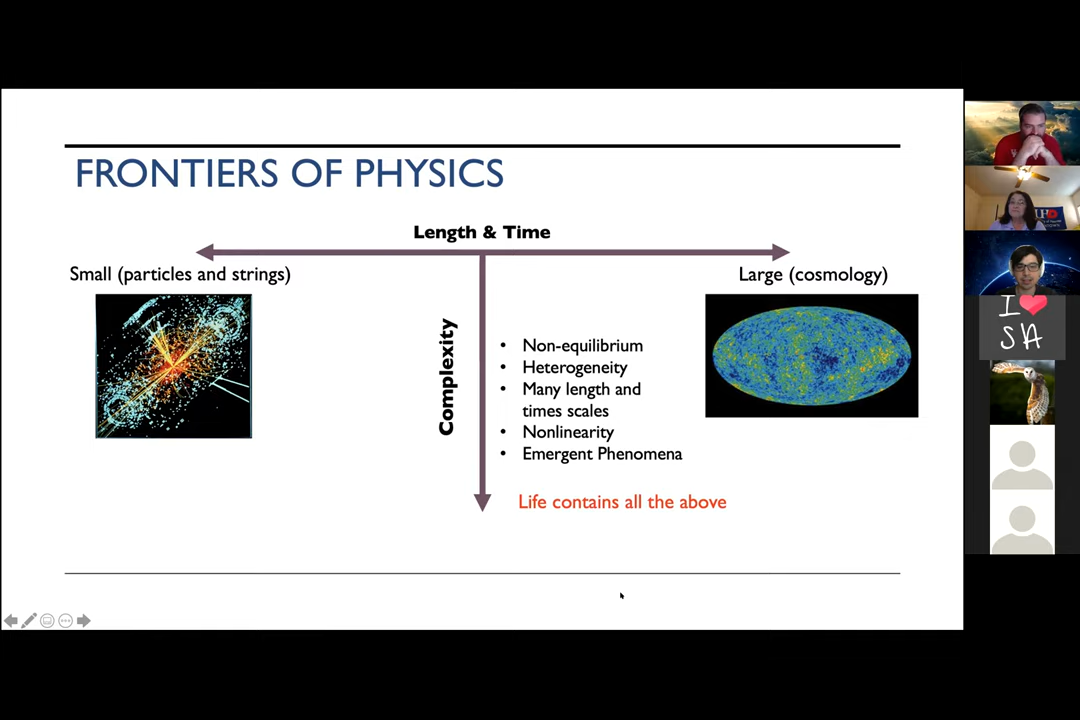 FRONTIERS OF PHYSICS
Length & Time
Small (particles and strings)
Large (cosmology)
Complexity
• Non-equilibrium
• Heterogeneity
• Many length and
times scales
• Nonlinearity
• Emergent Phenomena
Life contains all the above
I ❤️
SA